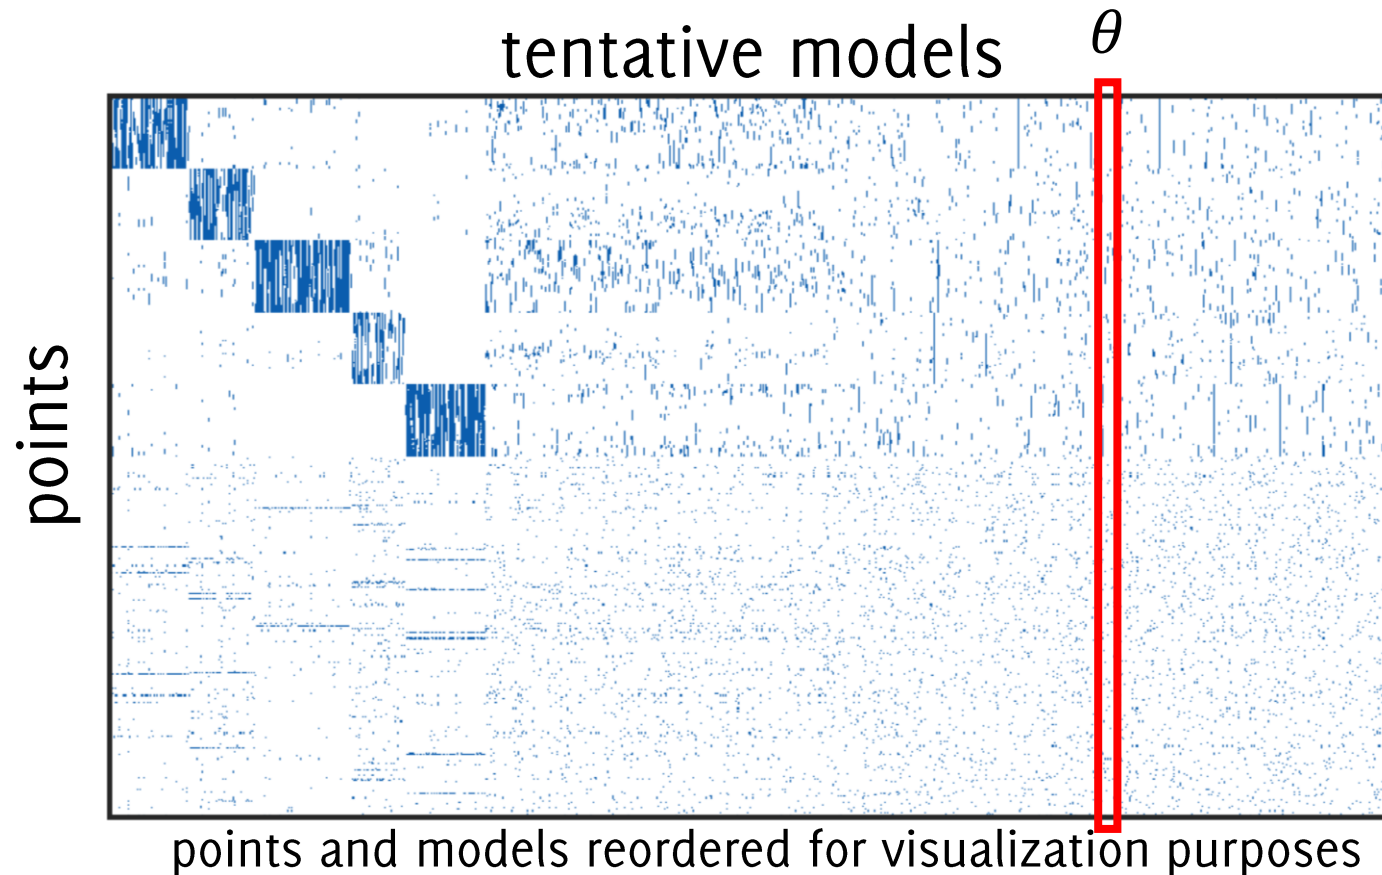 tentative models
θ
points
points and models reordered for visualization purposes